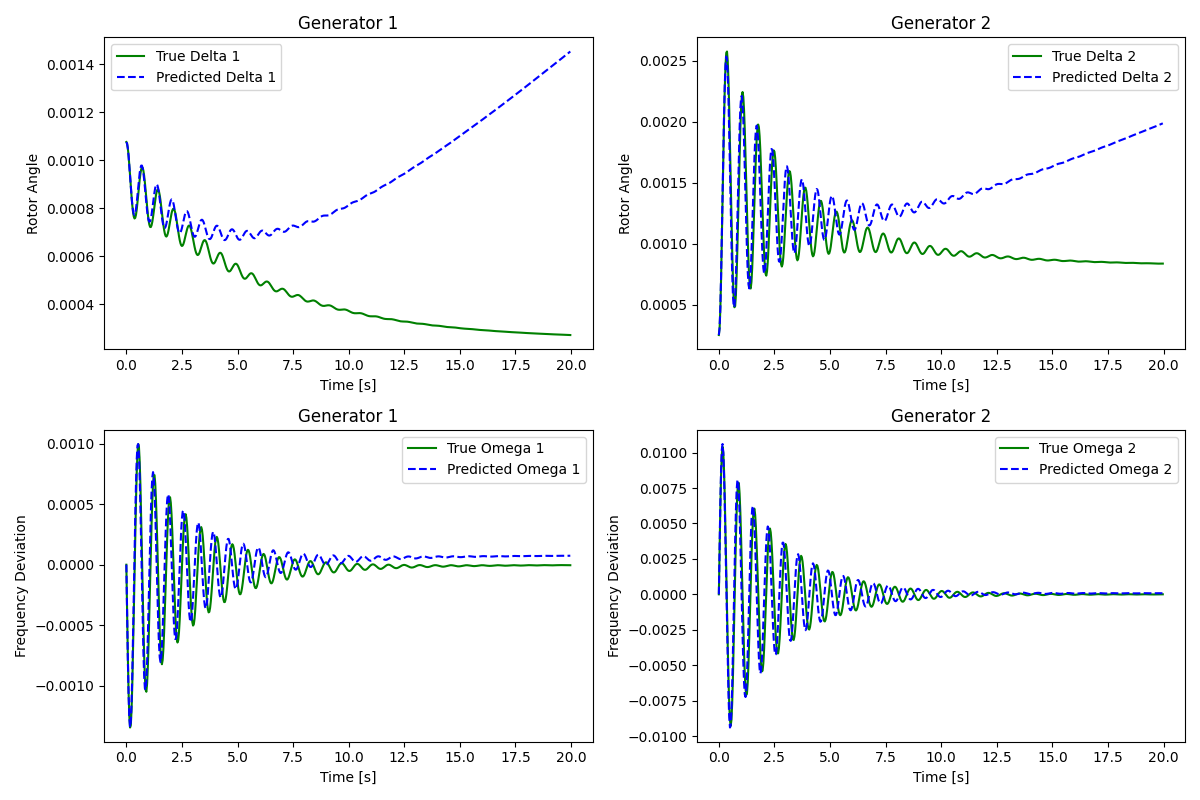 Generator 1
Rotor Angle
0.0014
0.0012
0.0010
0.0008
0.0006
0.0004
True Delta 1
Predicted Delta 1
0.0 2.5 5.0 7.5 10.0 12.5 15.0 17.5 20.0
Time [s]
Generator 2
Rotor Angle
0.0025
0.0020
0.0015
0.0010
0.0005
True Delta 2
Predicted Delta 2
0.0 2.5 5.0 7.5 10.0 12.5 15.0 17.5 20.0
Time [s]
Generator 1
Frequency Deviation
0.0010
0.0005
0.0000
−0.0005
−0.0010
True Omega 1
Predicted Omega 1
0.0 2.5 5.0 7.5 10.0 12.5 15.0 17.5 20.0
Time [s]
Generator 2
Frequency Deviation
0.0100
0.0075
0.0050
0.0025
0.0000
−0.0025
−0.0050
−0.0075
−0.0100
True Omega 2
Predicted Omega 2
0.0 2.5 5.0 7.5 10.0 12.5 15.0 17.5 20.0
Time [s]